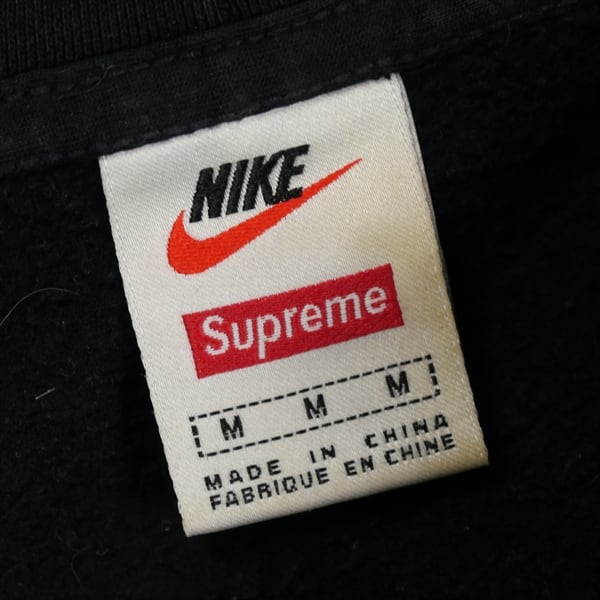 NIKE
Supreme
M M M
MADE IN CHINA
FABRIQUE EN CHINE